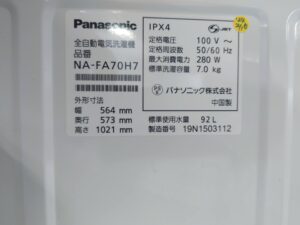 Panasonic
全自動電気洗濯機
品番
NA-FA70H7
外形寸法
幅 564 mm
奥行 573 mm
高さ 1021 mm
IPX4
JET
定格電圧 100 V ～
定格周波数 50/60 Hz
最大消費電力 280 W
標準洗濯容量 7.0 kg
パナソニック株式会社
中国製
標準使用水量 92 L
製造番号 19N1503112